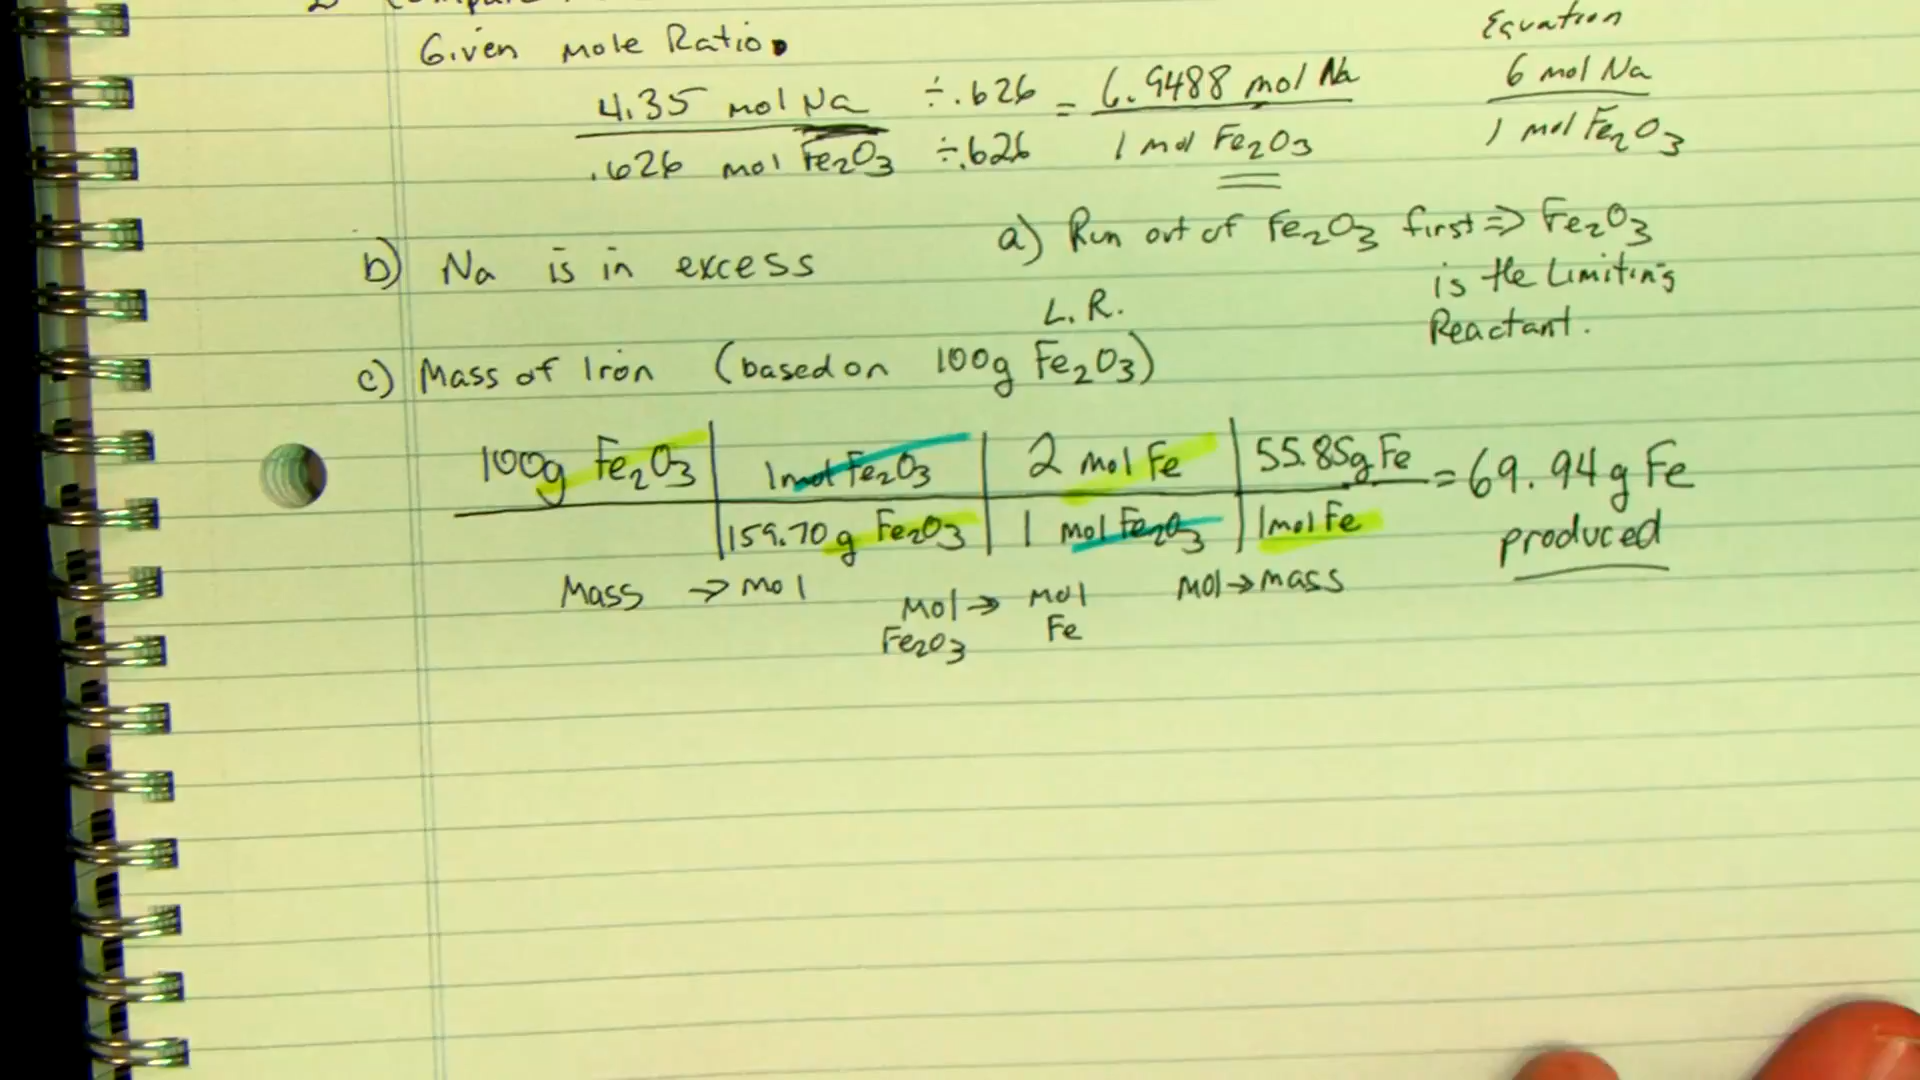 Given Mole Ratio.
Equation
4.35 mol Na ÷.626 = 6.9488 mol Na 6 mol Na
.626 mol Fe2O3 ÷.626 1 mol Fe2O3 1 mol Fe2O3
a) Run out of Fe2O3 first => Fe2O3
is the Limiting
Reactant.
b) Na is in excess
L.R.
c) Mass of Iron (based on 100g Fe2O3)
100g Fe2O3 | 1 mol Fe2O3 | 2 mol Fe | 55.85g Fe = 69.94 g Fe
159.70 g Fe2O3 | 1 mol Fe2O3 | 1 mol Fe produced
Mass → mol Mol → mol Mol → mass
Fe2O3 Fe